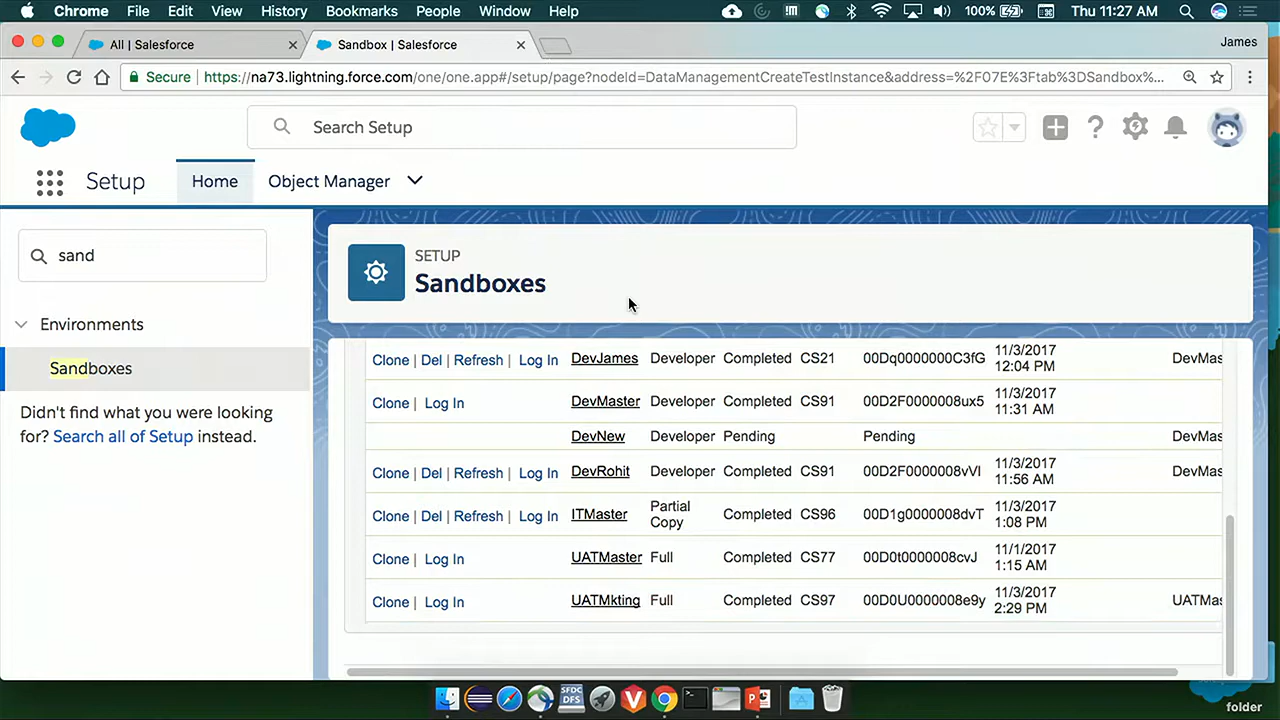 Chrome File Edit View History Bookmarks People Window Help 100% Thu 11:27 AM
All | Salesforce Sandbox | Salesforce James
Secure https://na73.lightning.force.com/one/one.app#/setup/page?nodeId=DataManagementCreateTestInstance&address=%2F07E%3Ftab%3DSandbox%...
Search Setup
Setup Home Object Manager
sand
SETUP
Sandboxes
Environments
Sandboxes
Didn't find what you were looking
for? Search all of Setup instead.
Clone | Del | Refresh | Log In DevJames Developer Completed CS21 00Dq0000000C3fG 11/3/2017 12:04 PM DevMas
Clone | Log In DevMaster Developer Completed CS91 00D2F0000008ux5 11/3/2017 11:31 AM
DevNew Developer Pending Pending DevMas
Clone | Del | Refresh | Log In DevRohit Developer Completed CS91 00D2F0000008vVI 11/3/2017 11:56 AM DevMas
Clone | Del | Refresh | Log In ITMaster Partial Copy Completed CS96 00D1g0000008dvT 11/3/2017 1:08 PM
Clone | Log In UATMaster Full Completed CS77 00D0t0000008cvJ 11/1/2017 1:15 AM
Clone | Log In UATMkting Full Completed CS97 00D0U0000008e9y 11/3/2017 2:29 PM UATMas
SFDC
DFS
folder